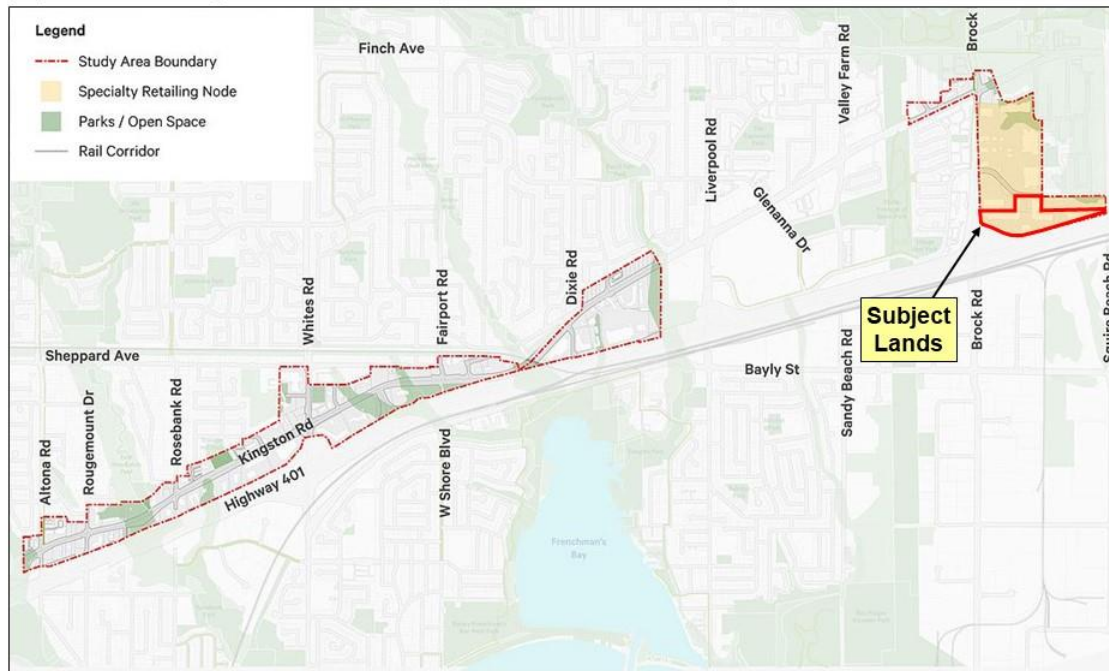 Legend
Study Area Boundary
Specialty Retailing Node
Parks / Open Space
Rail Corridor
Finch Ave
Valley Farm Rd
Brock
Liverpool Rd
Glenanna Dr
Dixie Rd
Whites Rd
Fairport Rd
Sheppard Ave
Rosebank Rd
Rougemount Dr
Altona Rd
Kingston Rd
Highway 401
W Shore Blvd
Bayly St
Sandy Beach Rd
Brock Rd
Subject
Lands
Frenchman's
Bay